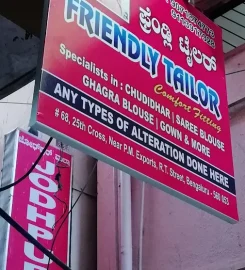 ಫ್ರೆಂಡ್ಲಿ ಟೈಲರ್
FRIENDLY TAILOR
Comfort Fitting
Specialists in : CHUDIDHAR | SAREE BLOUSE
GHAGRA BLOUSE | GOWN & MORE
ANY TYPES OF ALTERATION DONE HERE
# 68, 25th Cross, Near P.M. Exports, R.T. Street, Bengaluru - 560 053
JODHPUR